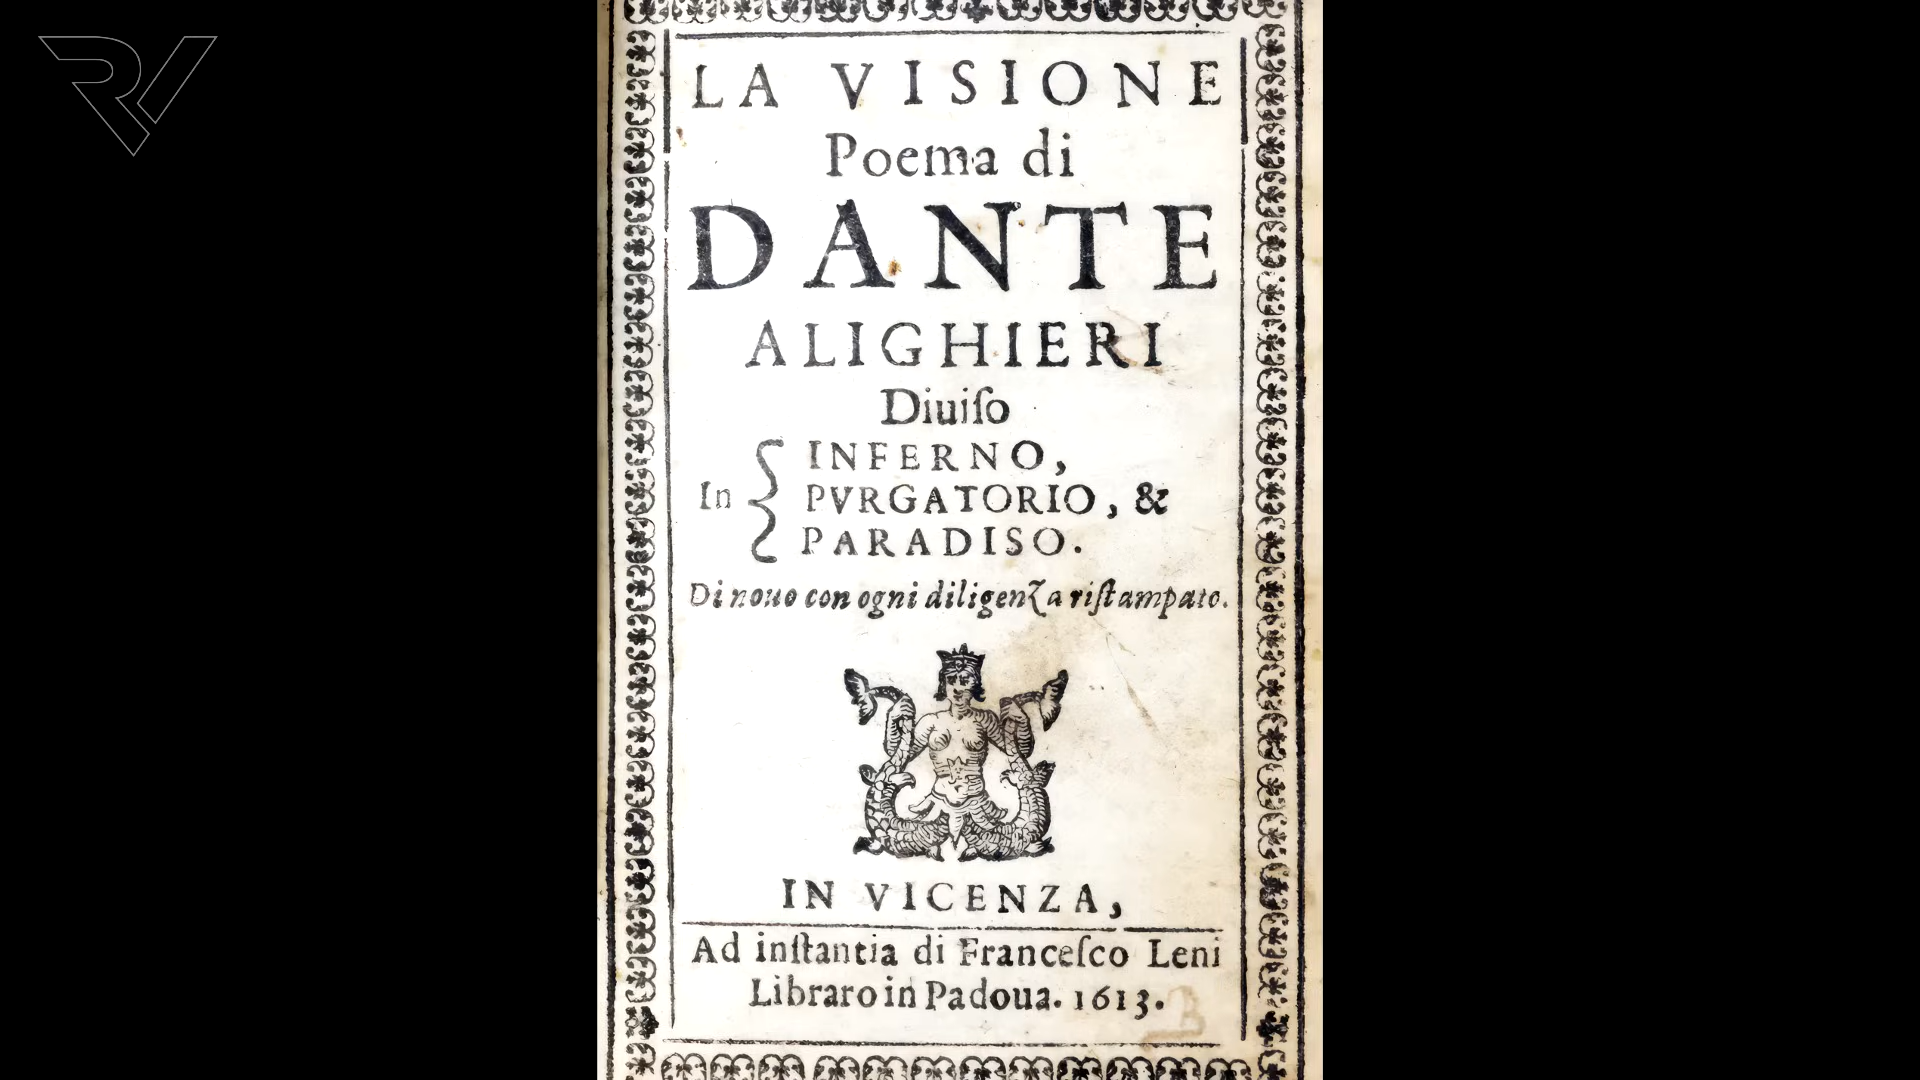 LA VISIONE
Poema di
DANTE
ALIGHIERI
Diuiſo
In { INFERNO,
PVRGATORIO, &
PARADISO.
Di nouo con ogni diligenza riſtampato.
IN VICENZA,
Ad inſtantia di Franceſco Leni
Libraro in Padoua. 1613.